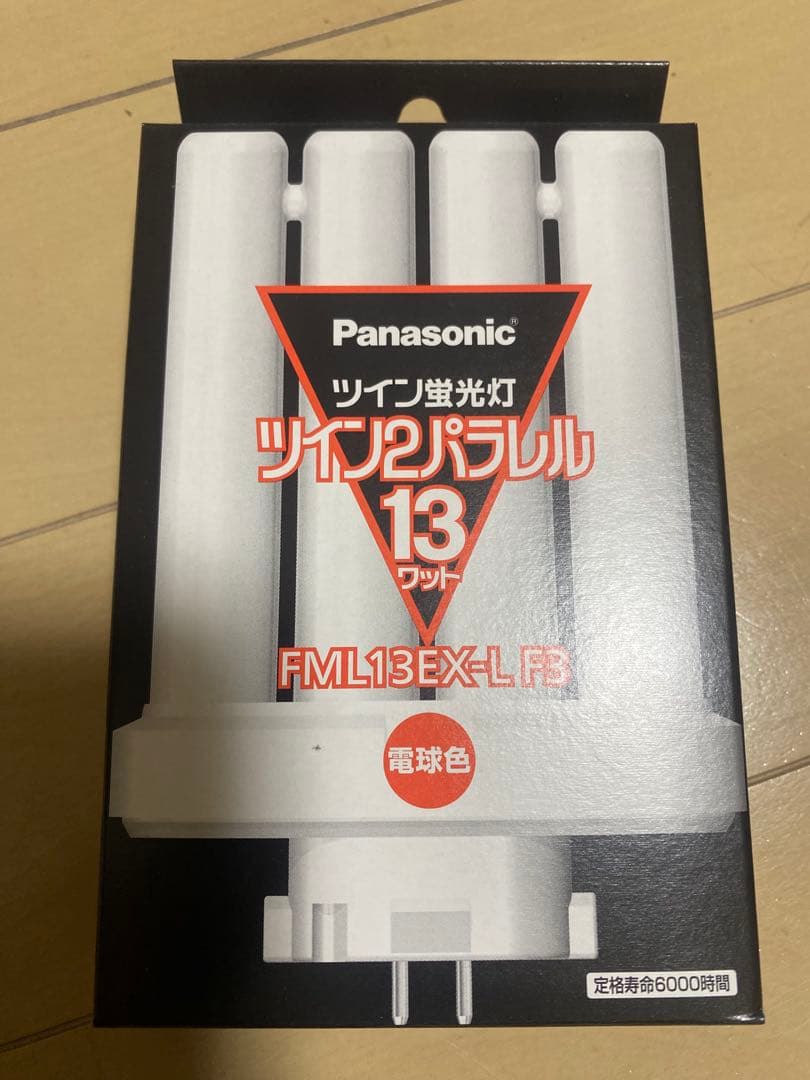 Panasonic®
ツイン蛍光灯
ツイン2パラレル
13
ワット
FML13EX-L F3
電球色
定格寿命6000時間